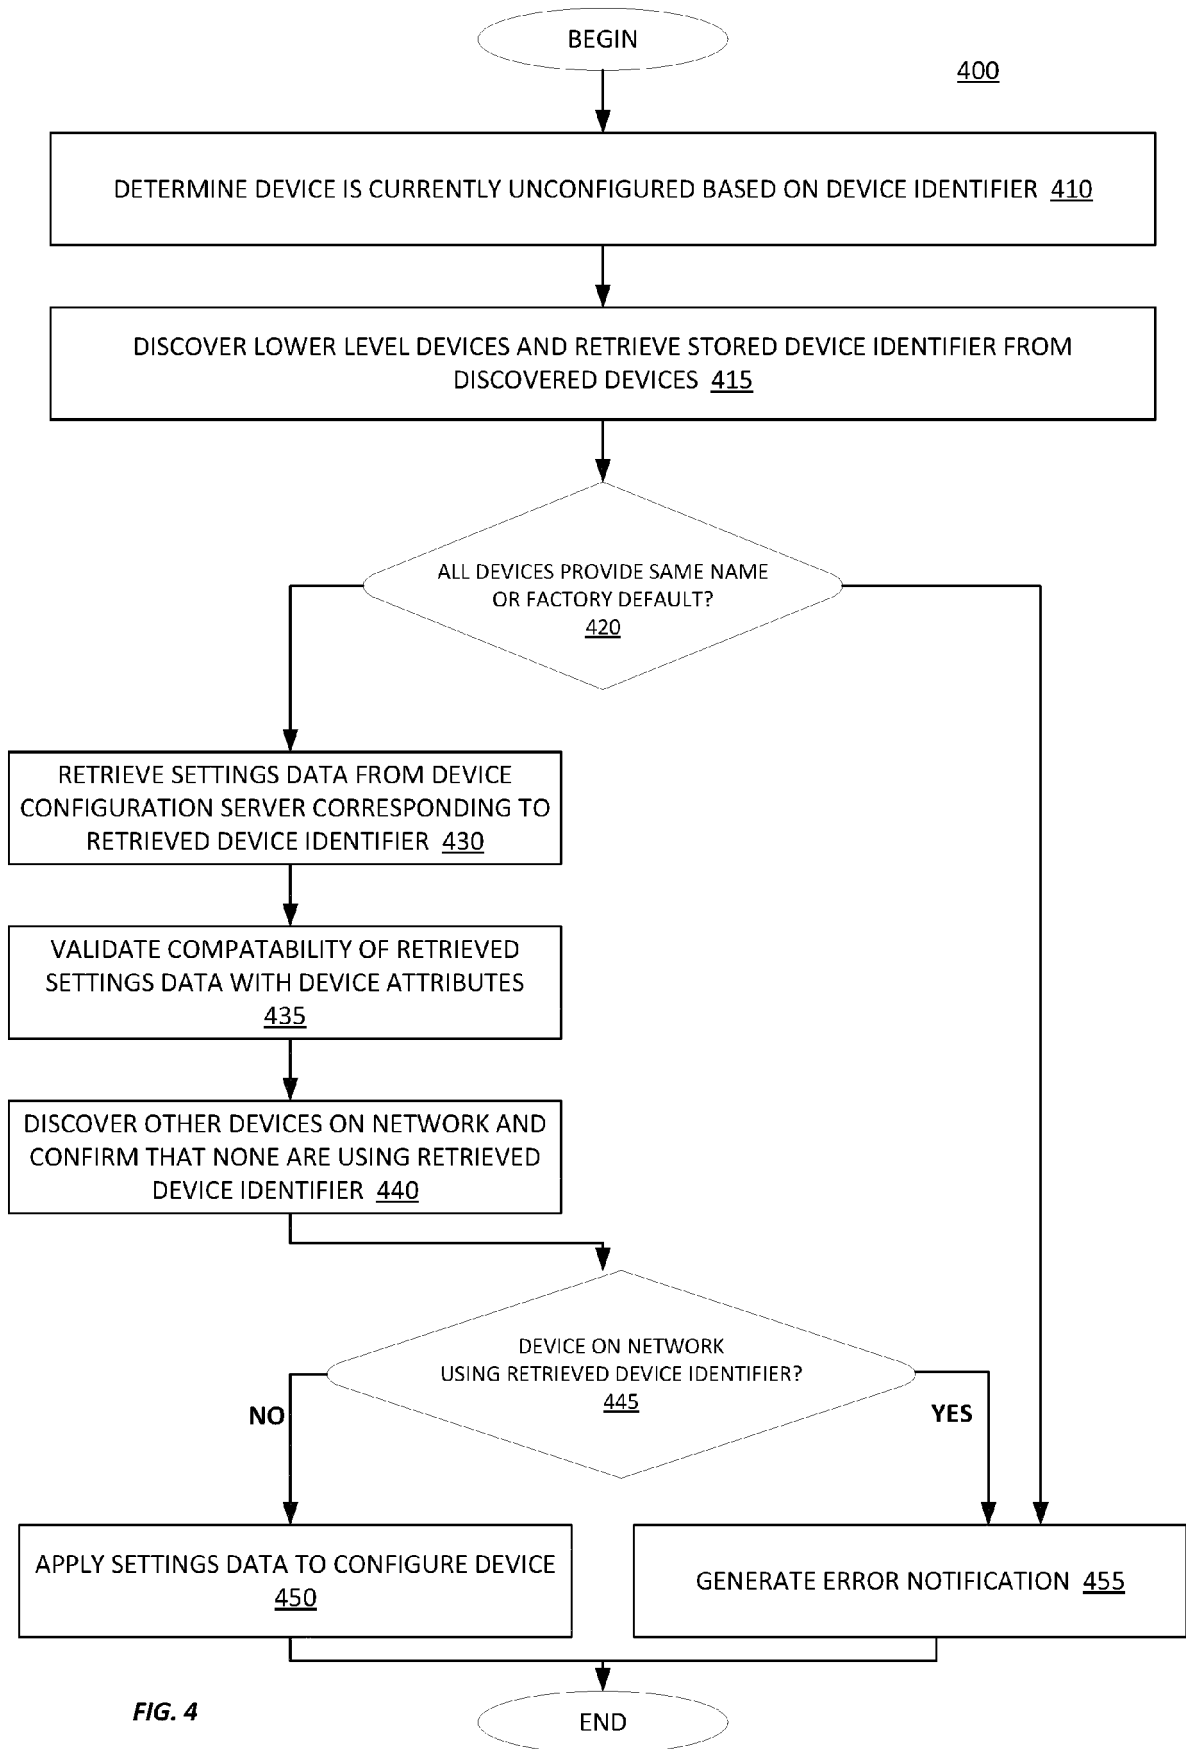 BEGIN
400
DETERMINE DEVICE IS CURRENTLY UNCONFIGURED BASED ON DEVICE IDENTIFIER 410
DISCOVER LOWER LEVEL DEVICES AND RETRIEVE STORED DEVICE IDENTIFIER FROM
DISCOVERED DEVICES 415
ALL DEVICES PROVIDE SAME NAME
OR FACTORY DEFAULT?
420
RETRIEVE SETTINGS DATA FROM DEVICE
CONFIGURATION SERVER CORRESPONDING TO
RETRIEVED DEVICE IDENTIFIER 430
VALIDATE COMPATABILITY OF RETRIEVED
SETTINGS DATA WITH DEVICE ATTRIBUTES
435
DISCOVER OTHER DEVICES ON NETWORK AND
CONFIRM THAT NONE ARE USING RETRIEVED
DEVICE IDENTIFIER 440
DEVICE ON NETWORK
USING RETRIEVED DEVICE IDENTIFIER?
445
NO
YES
APPLY SETTINGS DATA TO CONFIGURE DEVICE
450
GENERATE ERROR NOTIFICATION 455
END
FIG. 4